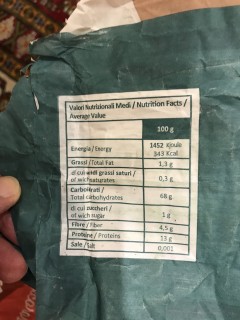 Valori Nutrizionali Medi / Nutrition Facts /
Average Value
100 g
Energia / Energy 1452 Kjoule
343 Kcal
Grassi / Total Fat 1,3 g
di cui acidi grassi saturi /
of wich saturates 0,3 g
Carboidrati /
Total carbohydrates 68 g
di cui zuccheri /
of wich sugar 1 g
Fibre / Fiber 4,5 g
Proteine / Proteins 13 g
Sale / Salt 0,001